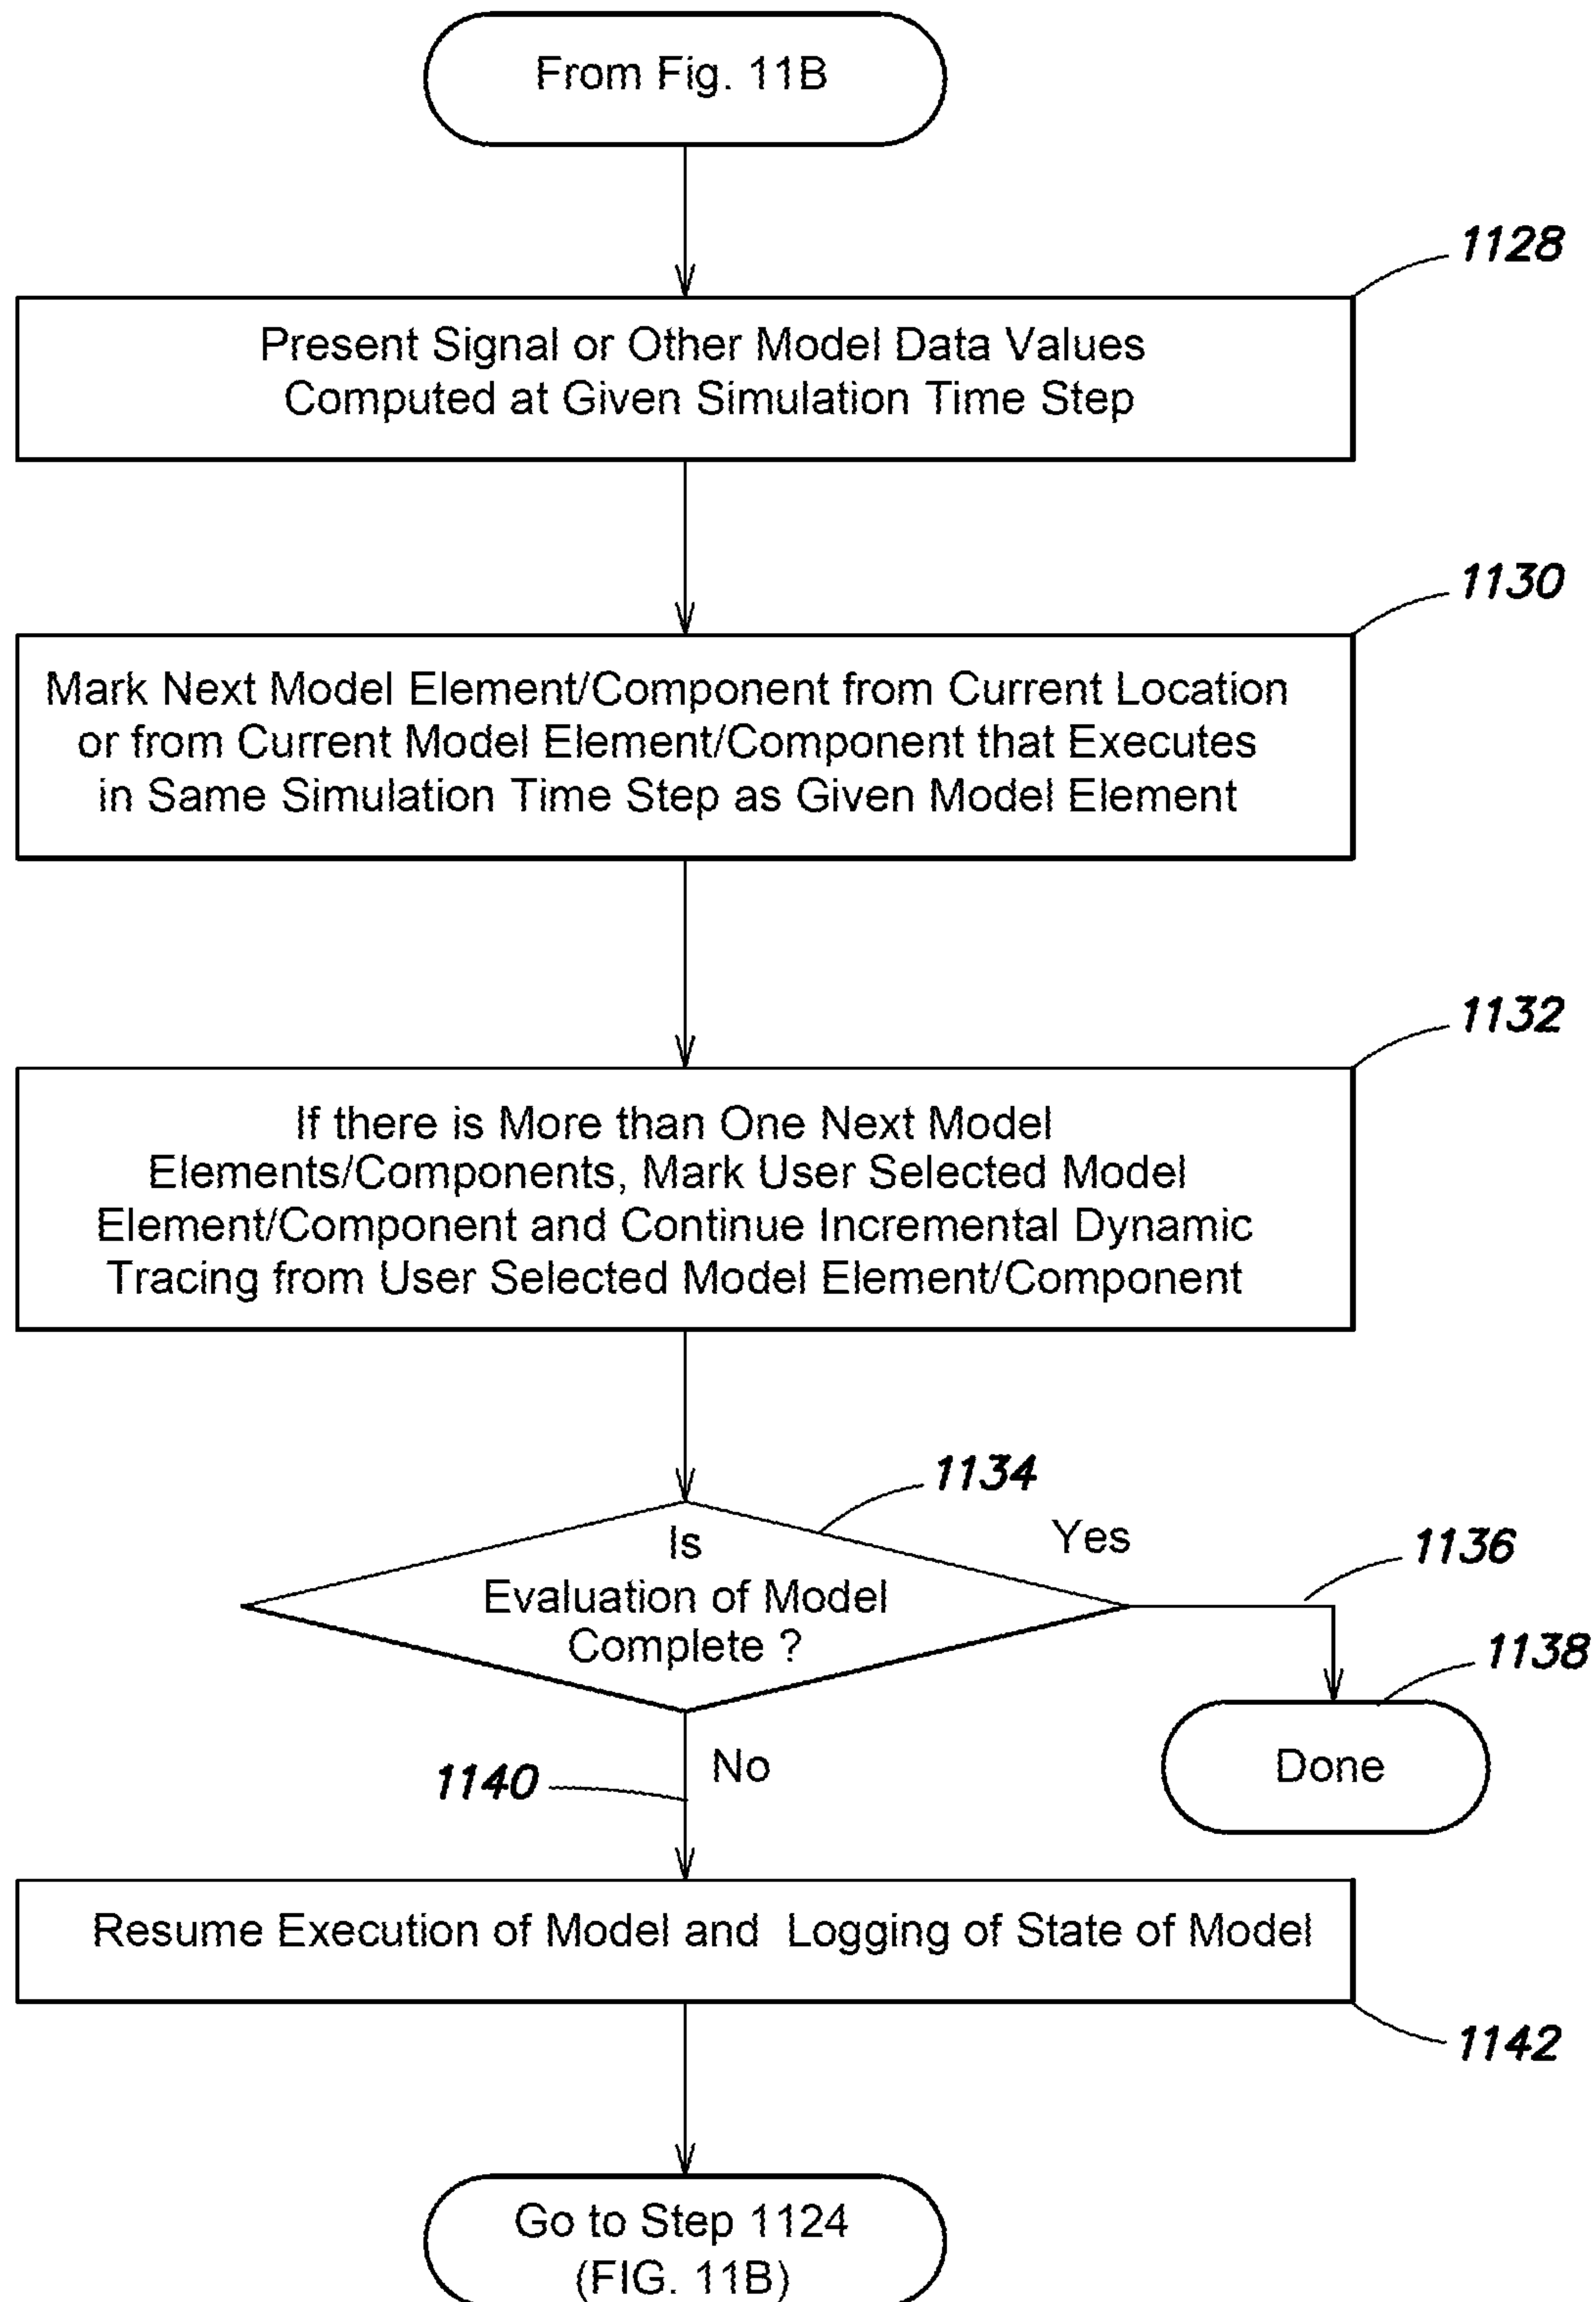 From Fig. 11B
1128
Present Signal or Other Model Data Values
Computed at Given Simulation Time Step
1130
Mark Next Model Element/Component from Current Location
or from Current Model Element/Component that Executes
in Same Simulation Time Step as Given Model Element
1132
If there is More than One Next Model
Elements/Components, Mark User Selected Model
Element/Component and Continue Incremental Dynamic
Tracing from User Selected Model Element/Component
1134
Is
Evaluation of Model
Complete ?
Yes
1136
1138
Done
1140
No
Resume Execution of Model and Logging of State of Model
1142
Go to Step 1124
(FIG. 11B)